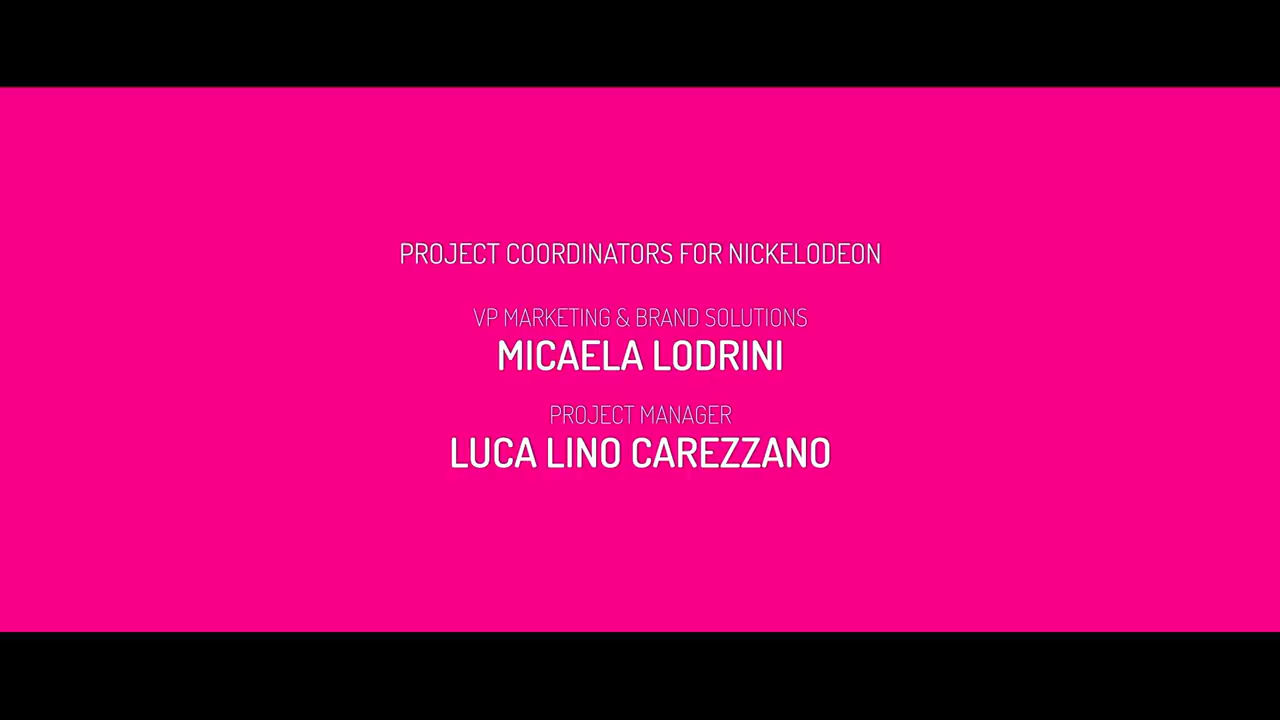 PROJECT COORDINATORS FOR NICKELODEON
VP MARKETING & BRAND SOLUTIONS
MICAELA LODRINI
PROJECT MANAGER
LUCA LINO CAREZZANO